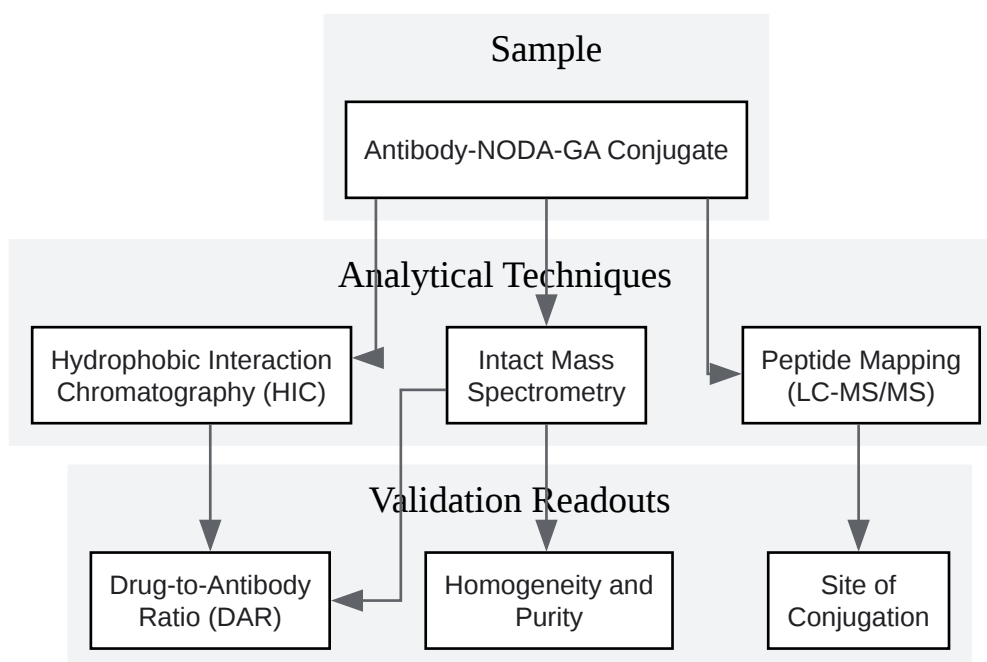 Sample
Antibody-NODA-GA Conjugate
Analytical Techniques
Hydrophobic Interaction
Chromatography (HIC)
Intact Mass
Spectrometry
Peptide Mapping
(LC-MS/MS)
Validation Readouts
Drug-to-Antibody
Ratio (DAR)
Homogeneity and
Purity
Site of
Conjugation